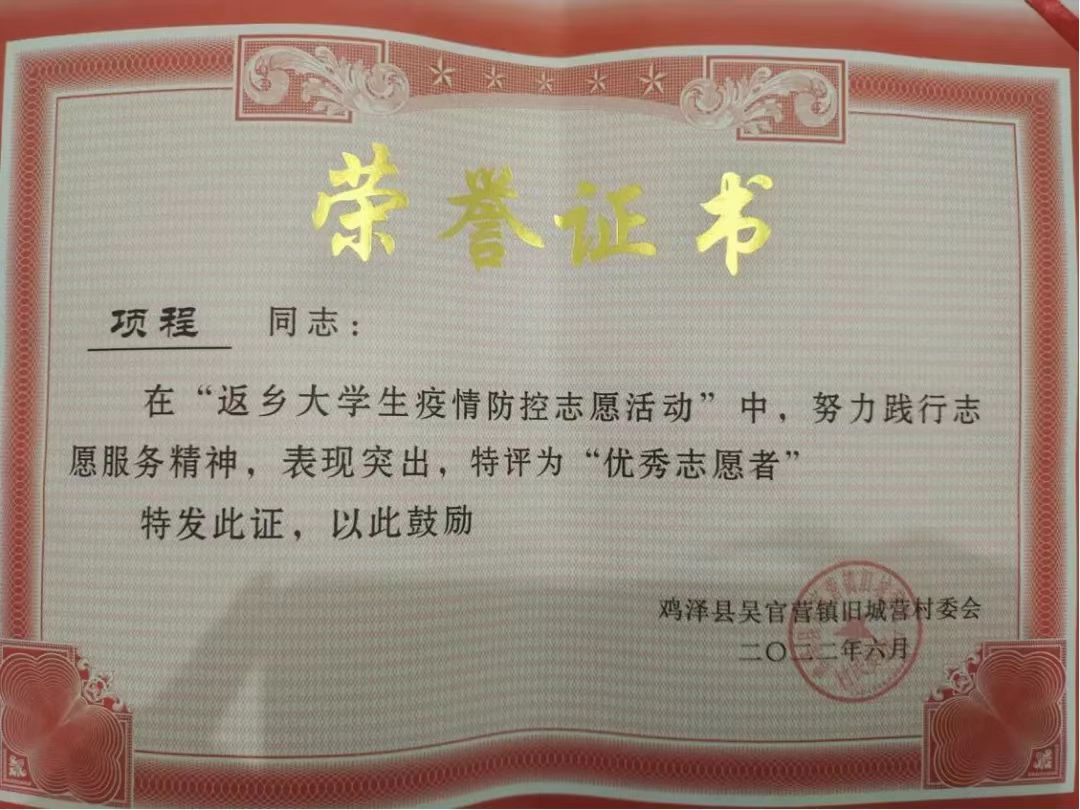 荣誉证书
项程 同志：
在“返乡大学生疫情防控志愿活动”中，努力践行志
愿服务精神，表现突出，特评为“优秀志愿者”
特发此证，以此鼓励
鸡泽县吴官营镇旧城营村委会
二〇二二年六月